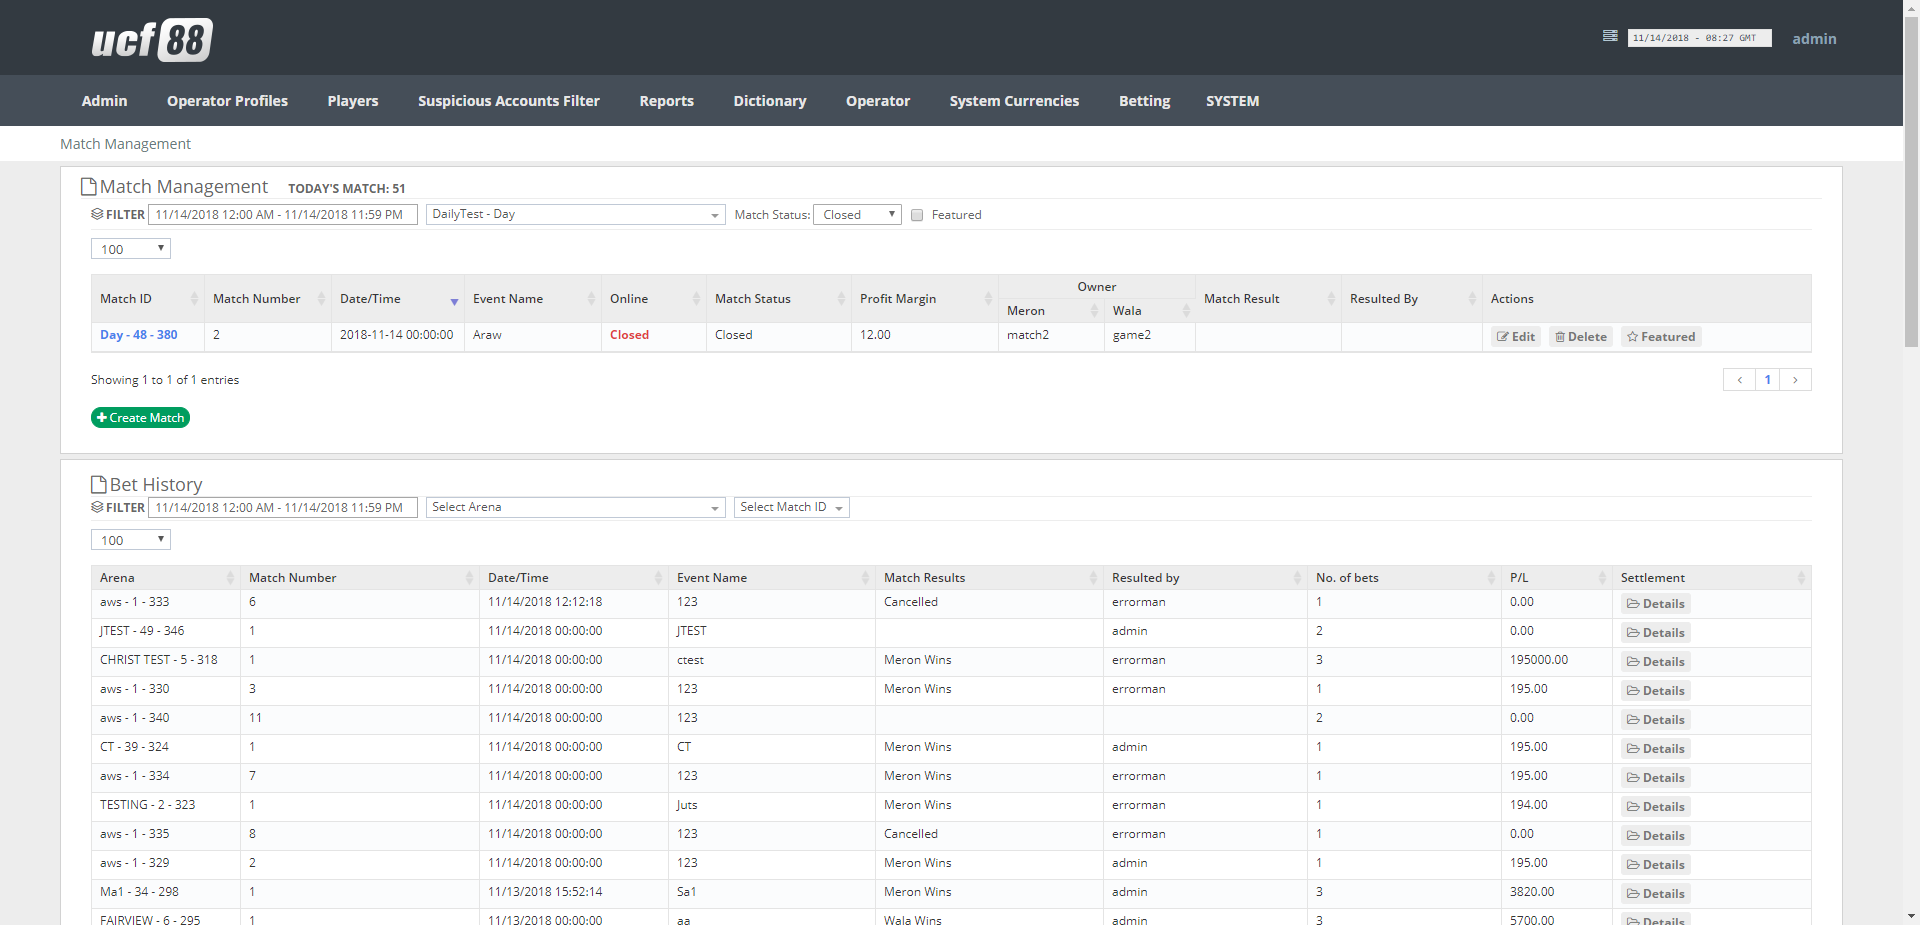 ucf 88
11/14/2018 - 08:27 GMT
admin
Admin Operator Profiles Players Suspicious Accounts Filter Reports Dictionary Operator System Currencies Betting SYSTEM
Match Management
Match Management TODAY'S MATCH: 51
FILTER 11/14/2018 12:00 AM - 11/14/2018 11:59 PM DailyTest - Day Match Status: Closed Featured
100
Match ID Match Number Date/Time Event Name Online Match Status Profit Margin Owner Match Result Resulted By Actions
Meron Wala
Day - 48 - 380 2 2018-11-14 00:00:00 Araw Closed Closed 12.00 match2 game2 Edit Delete Featured
Showing 1 to 1 of 1 entries
1
Create Match
Bet History
FILTER 11/14/2018 12:00 AM - 11/14/2018 11:59 PM Select Arena Select Match ID
100
Arena Match Number Date/Time Event Name Match Results Resulted by No. of bets P/L Settlement
aws - 1 - 333 6 11/14/2018 12:12:18 123 Cancelled errorman 1 0.00 Details
JTEST - 49 - 346 1 11/14/2018 00:00:00 JTEST admin 2 0.00 Details
CHRIST TEST - 5 - 318 1 11/14/2018 00:00:00 ctest Meron Wins errorman 3 195000.00 Details
aws - 1 - 330 3 11/14/2018 00:00:00 123 Meron Wins errorman 1 195.00 Details
aws - 1 - 340 11 11/14/2018 00:00:00 123 2 0.00 Details
CT - 39 - 324 1 11/14/2018 00:00:00 CT Meron Wins admin 1 195.00 Details
aws - 1 - 334 7 11/14/2018 00:00:00 123 Meron Wins errorman 1 195.00 Details
TESTING - 2 - 323 1 11/14/2018 00:00:00 Juts Meron Wins errorman 1 194.00 Details
aws - 1 - 335 8 11/14/2018 00:00:00 123 Cancelled errorman 1 0.00 Details
aws - 1 - 329 2 11/14/2018 00:00:00 123 Meron Wins admin 1 195.00 Details
Ma1 - 34 - 298 1 11/13/2018 15:52:14 Sa1 Meron Wins admin 3 3820.00 Details
FAIRVIEW - 6 - 295 1 11/13/2018 00:00:00 aa Wala Wins admin 3 5700.00 Details